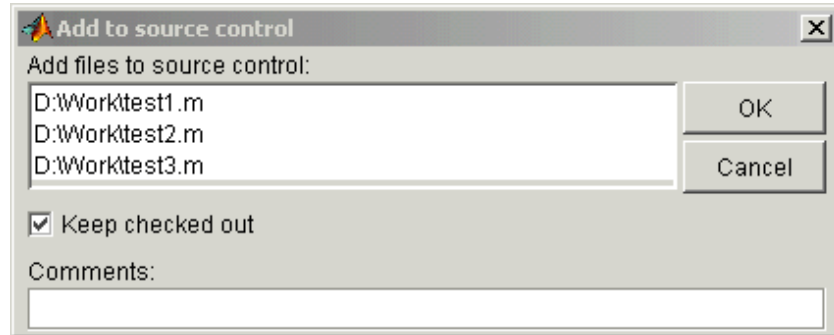 Add to source control
Add files to source control:
D:\Work\test1.m
D:\Work\test2.m
D:\Work\test3.m
OK
Cancel
Keep checked out
Comments: